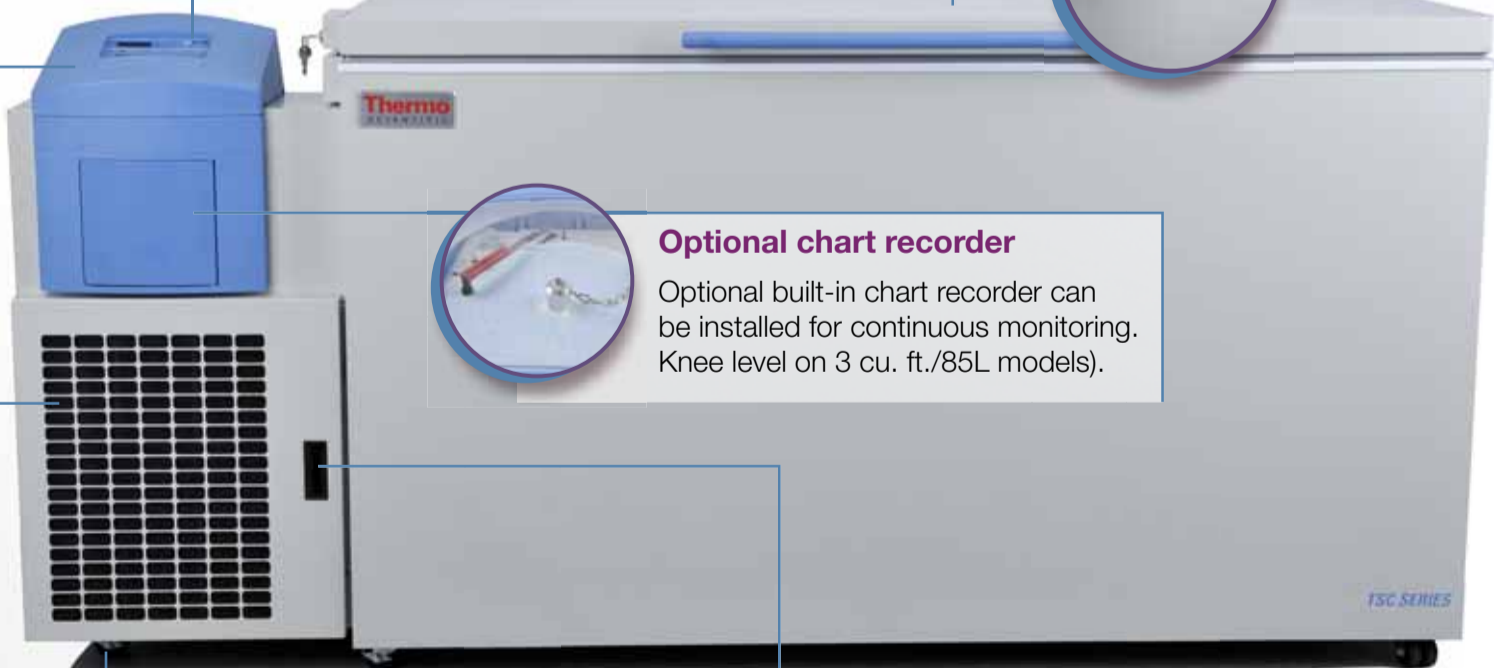 Thermo
SCIENTIFIC
Optional chart recorder
Optional built-in chart recorder can
be installed for continuous monitoring.
Knee level on 3 cu. ft./85L models).
TSC SERIES